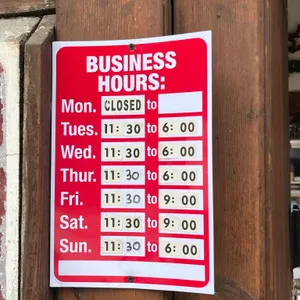 BUSINESS
HOURS:
Mon. CLOSED to
Tues. 11: 30 to 6: 00
Wed. 11: 30 to 6: 00
Thur. 11: 30 to 6: 00
Fri. 11: 30 to 9: 00
Sat. 11: 30 to 9: 00
Sun. 11: 30 to 6: 00